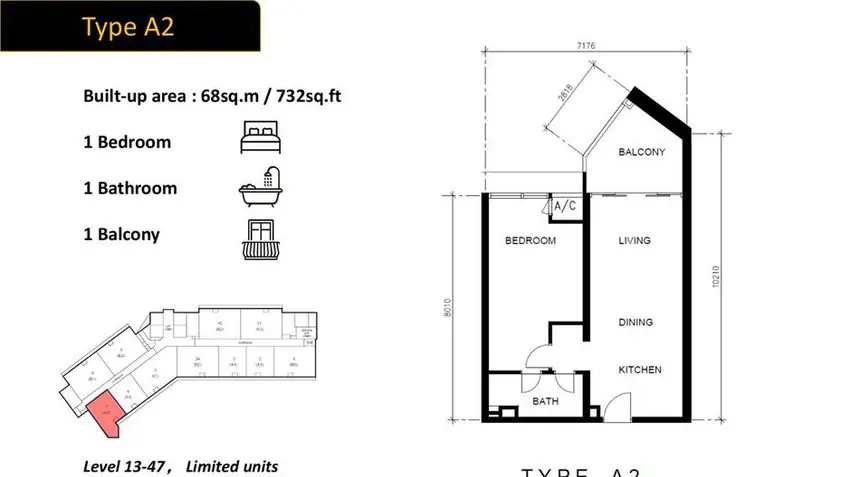 Type A2
Built-up area : 68sq.m / 732sq.ft
1 Bedroom
1 Bathroom
1 Balcony
Level 13-47， Limited units
7176
2818
BALCONY
A/C
BEDROOM
LIVING
8010
10210
DINING
KITCHEN
BATH
TYPE A2